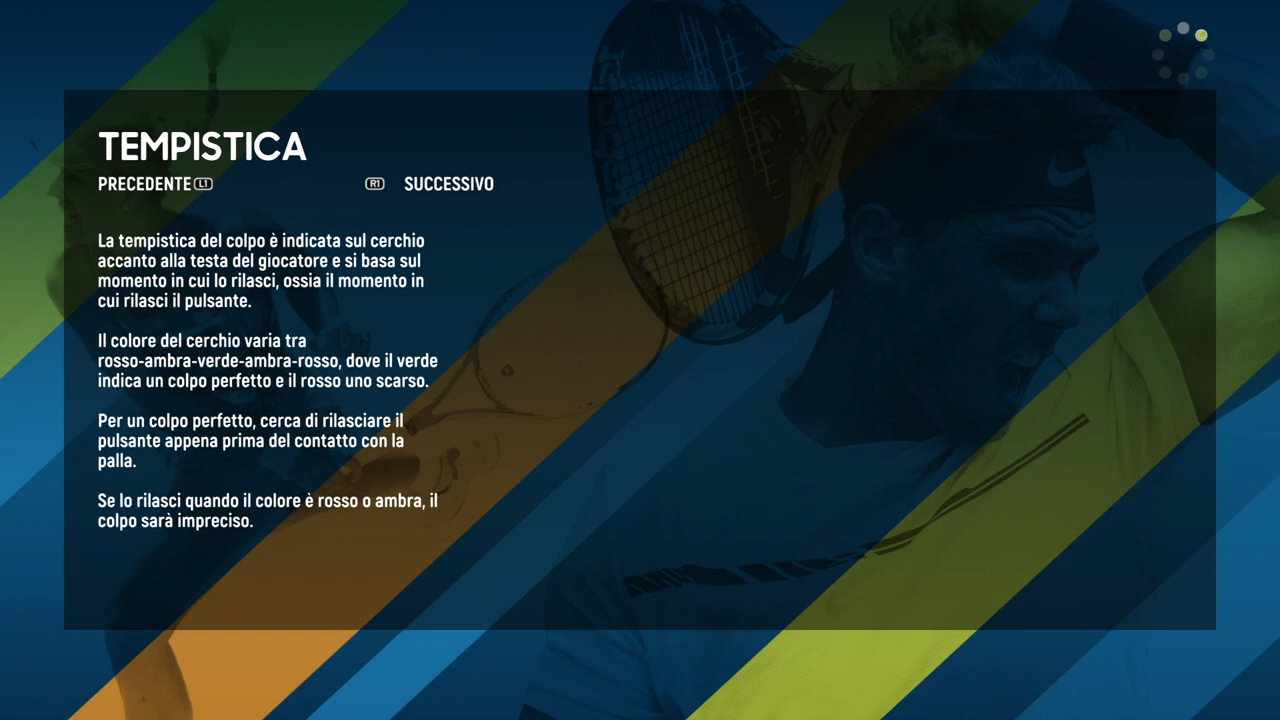 TEMPISTICA
PRECEDENTE L1 R1 SUCCESSIVO
La tempistica del colpo è indicata sul cerchio
accanto alla testa del giocatore e si basa sul
momento in cui lo rilasci, ossia il momento in
cui rilasci il pulsante.
Il colore del cerchio varia tra
rosso-ambra-verde-ambra-rosso, dove il verde
indica un colpo perfetto e il rosso uno scarso.
Per un colpo perfetto, cerca di rilasciare il
pulsante appena prima del contatto con la
palla.
Se lo rilasci quando il colore è rosso o ambra, il
colpo sarà impreciso.